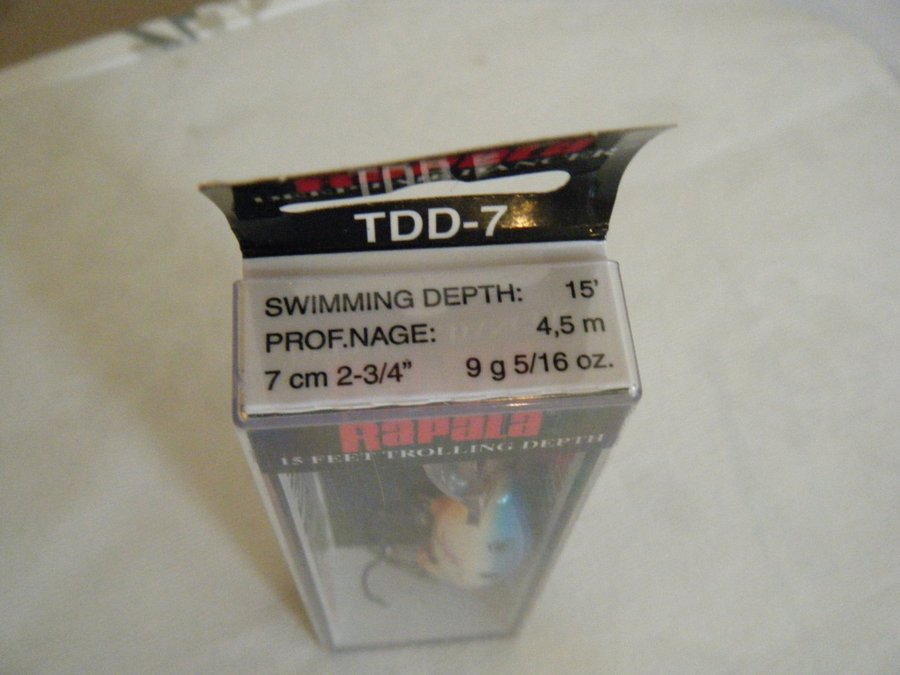 Rapala
TDD-7
SWIMMING DEPTH: 15'
PROF.NAGE: 4,5 m
7 cm 2-3/4” 9 g 5/16 oz.
Rapala
15 FEET TROLLING DEPTH